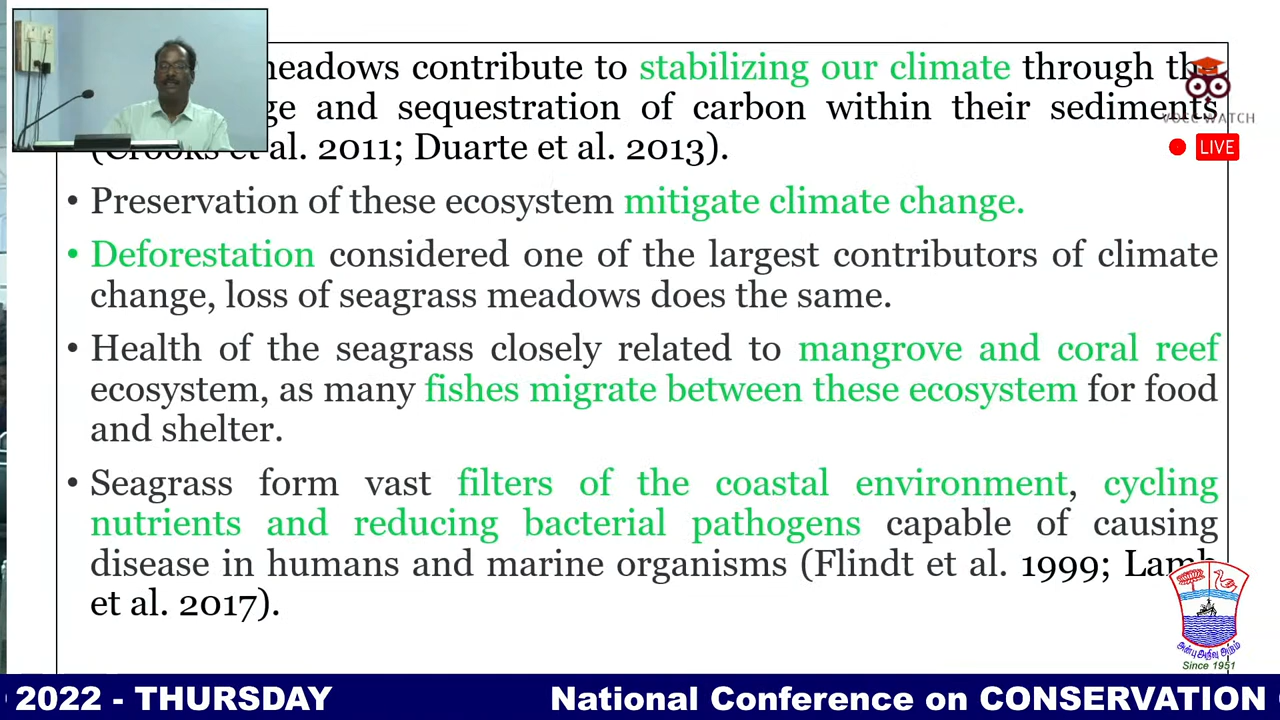 meadows contribute to stabilizing our climate through the
ge and sequestration of carbon within their sediments
(Crooks et al. 2011; Duarte et al. 2013).
VOCC WATCH
LIVE
• Preservation of these ecosystem mitigate climate change.
• Deforestation considered one of the largest contributors of climate
change, loss of seagrass meadows does the same.
• Health of the seagrass closely related to mangrove and coral reef
ecosystem, as many fishes migrate between these ecosystem for food
and shelter.
• Seagrass form vast filters of the coastal environment, cycling
nutrients and reducing bacterial pathogens capable of causing
disease in humans and marine organisms (Flindt et al. 1999; Lamb
et al. 2017).
Since 1951
2022 - THURSDAY National Conference on CONSERVATION